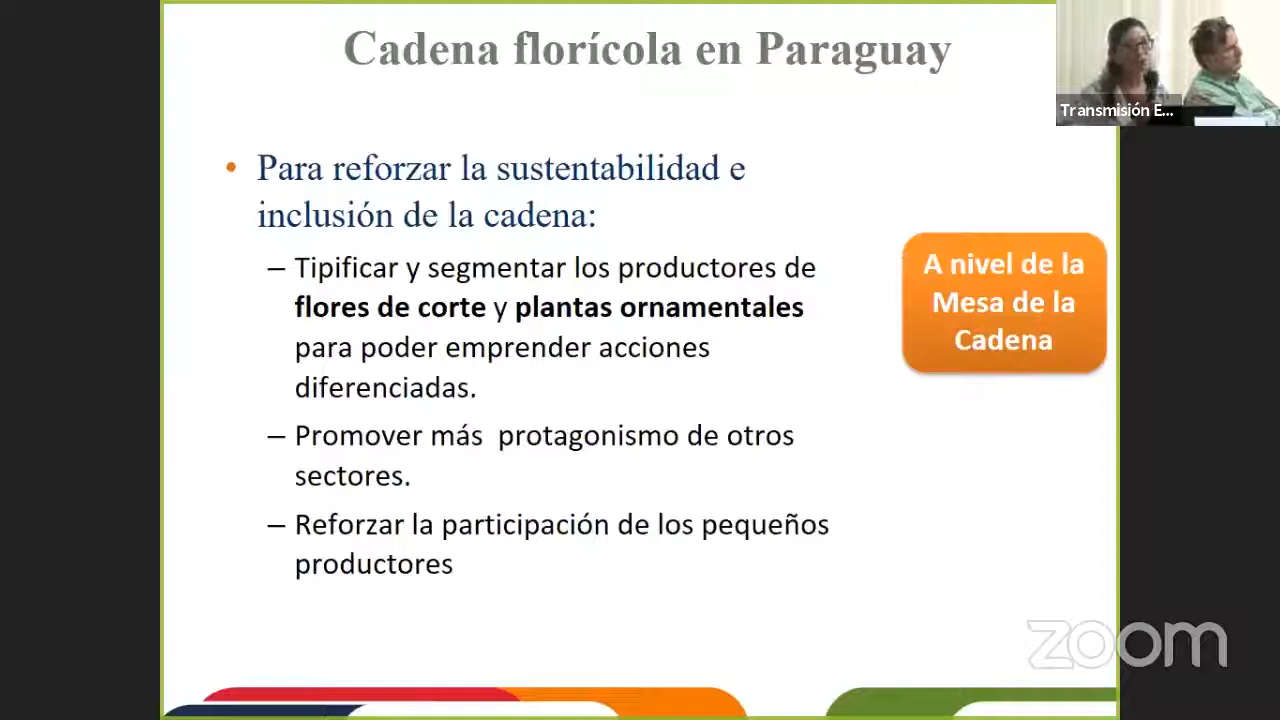 Cadena florícola en Paraguay
Transmisión E...
• Para reforzar la sustentabilidad e
inclusión de la cadena:
– Tipificar y segmentar los productores de
flores de corte y plantas ornamentales
para poder emprender acciones
diferenciadas.
– Promover más protagonismo de otros
sectores.
– Reforzar la participación de los pequeños
productores
A nivel de la
Mesa de la
Cadena
zoom